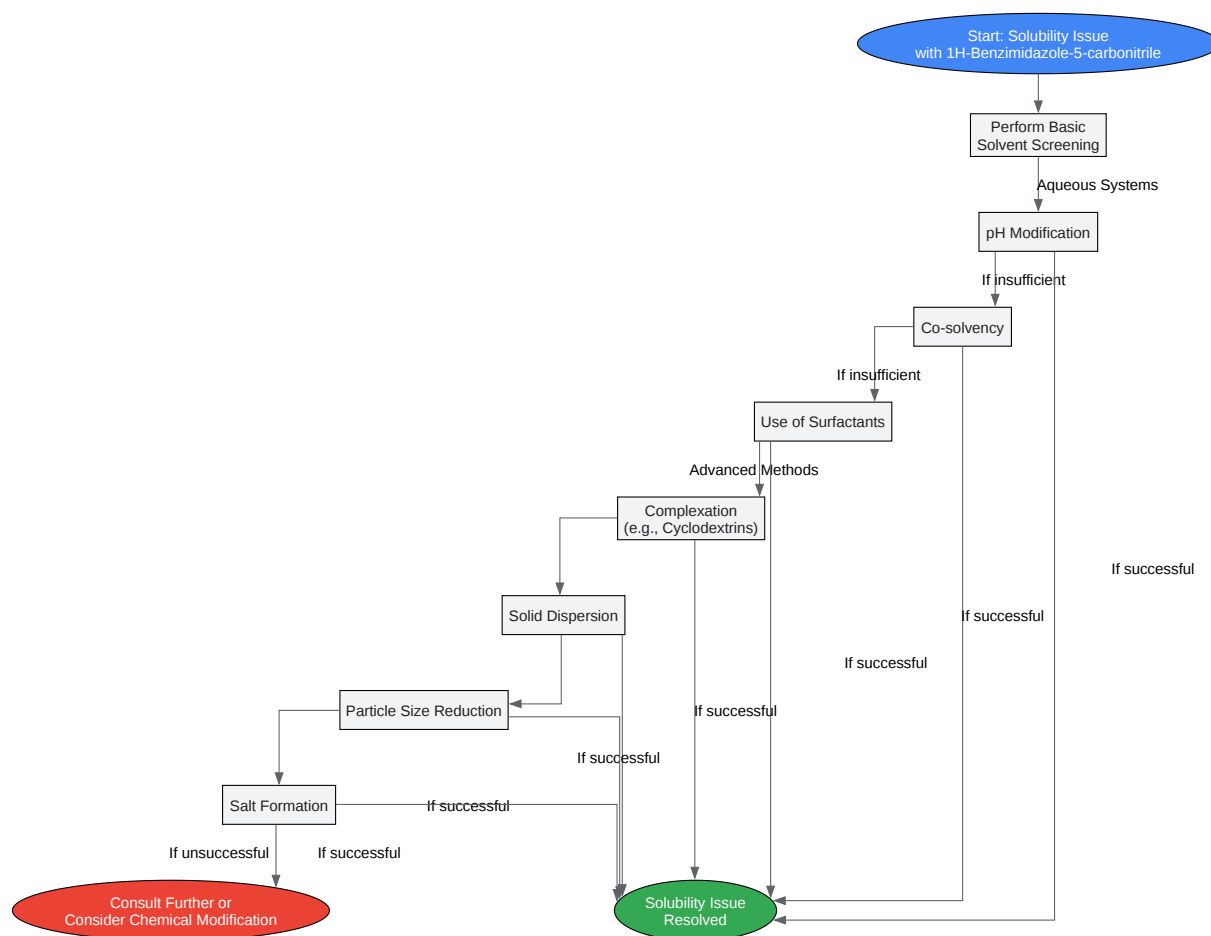 Start: Solubility Issue
with 1H-Benzimidazole-5-carbonitrile
Perform Basic
Solvent Screening
Aqueous Systems
pH Modification
If insufficient
Co-solvency
If insufficient
Use of Surfactants
Advanced Methods
Complexation
(e.g., Cyclodextrins)
If successful
Solid Dispersion
If successful
If successful
Particle Size Reduction
If successful
If successful
Salt Formation
If successful
If unsuccessful
If successful
Consult Further or
Consider Chemical Modification
Solubility Issue
Resolved